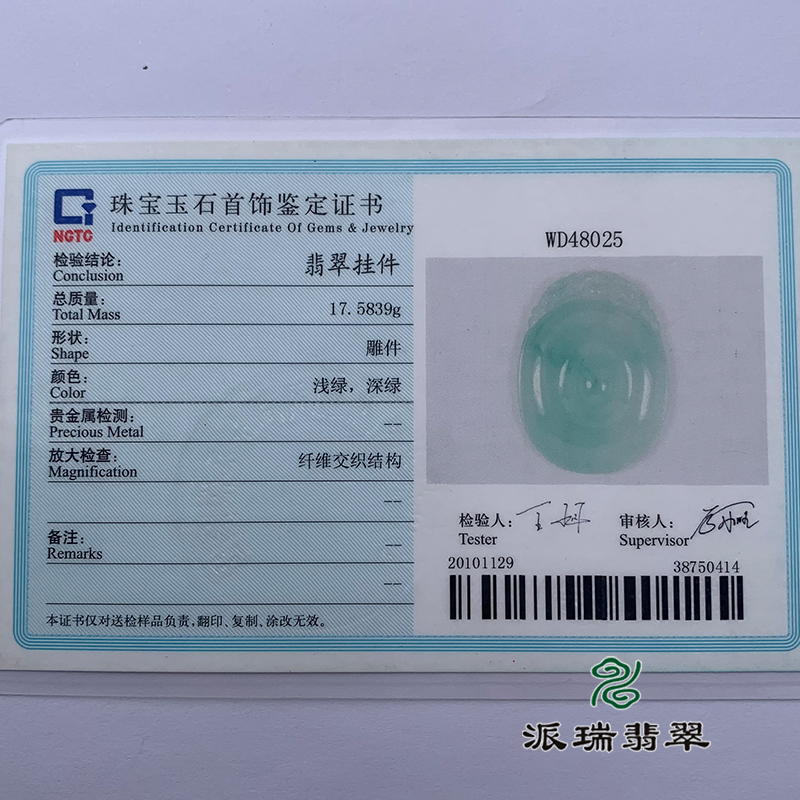 珠宝玉石首饰鉴定证书
Identification Certificate Of Gems & Jewelry
NGTC
检验结论： 翡翠挂件
Conclusion
总质量： 17.5839g
Total Mass
形状： 雕件
Shape
颜色： 浅绿，深绿
Color
贵金属检测： --
Precious Metal
放大检查： 纤维交织结构
Magnification
--
备注： --
Remarks
--
本证书仅对送检样品负责，翻印、复制、涂改无效。
WD48025
检验人： 审核人：
Tester Supervisor
20101129 38750414
派瑞翡翠